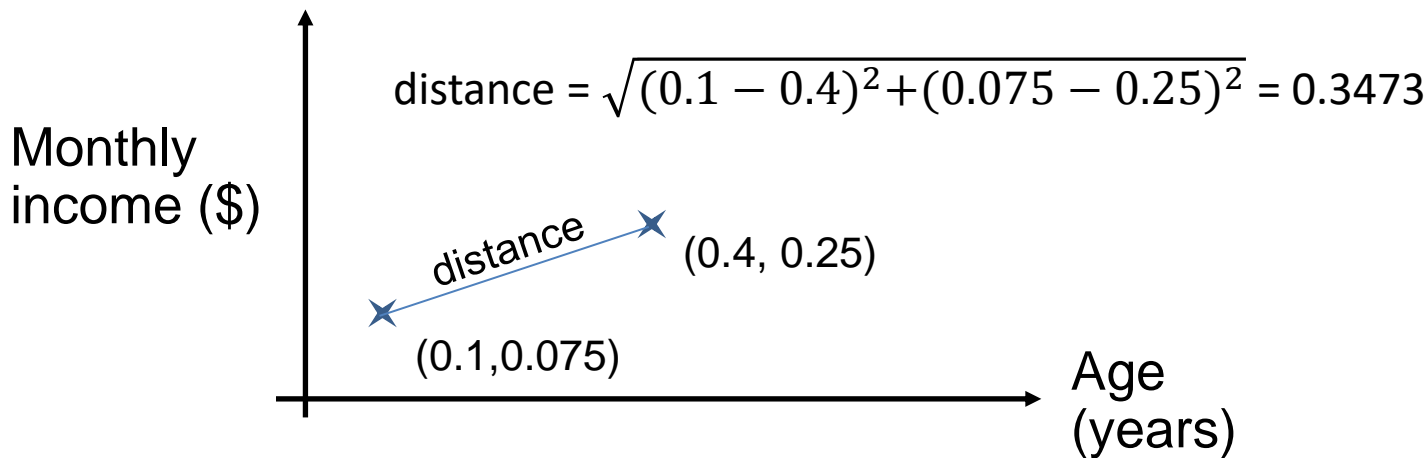 distance = √(0.1 − 0.4)²+(0.075 − 0.25)² = 0.3473
Monthly
income ($)
distance
(0.4, 0.25)
(0.1,0.075)
Age
(years)